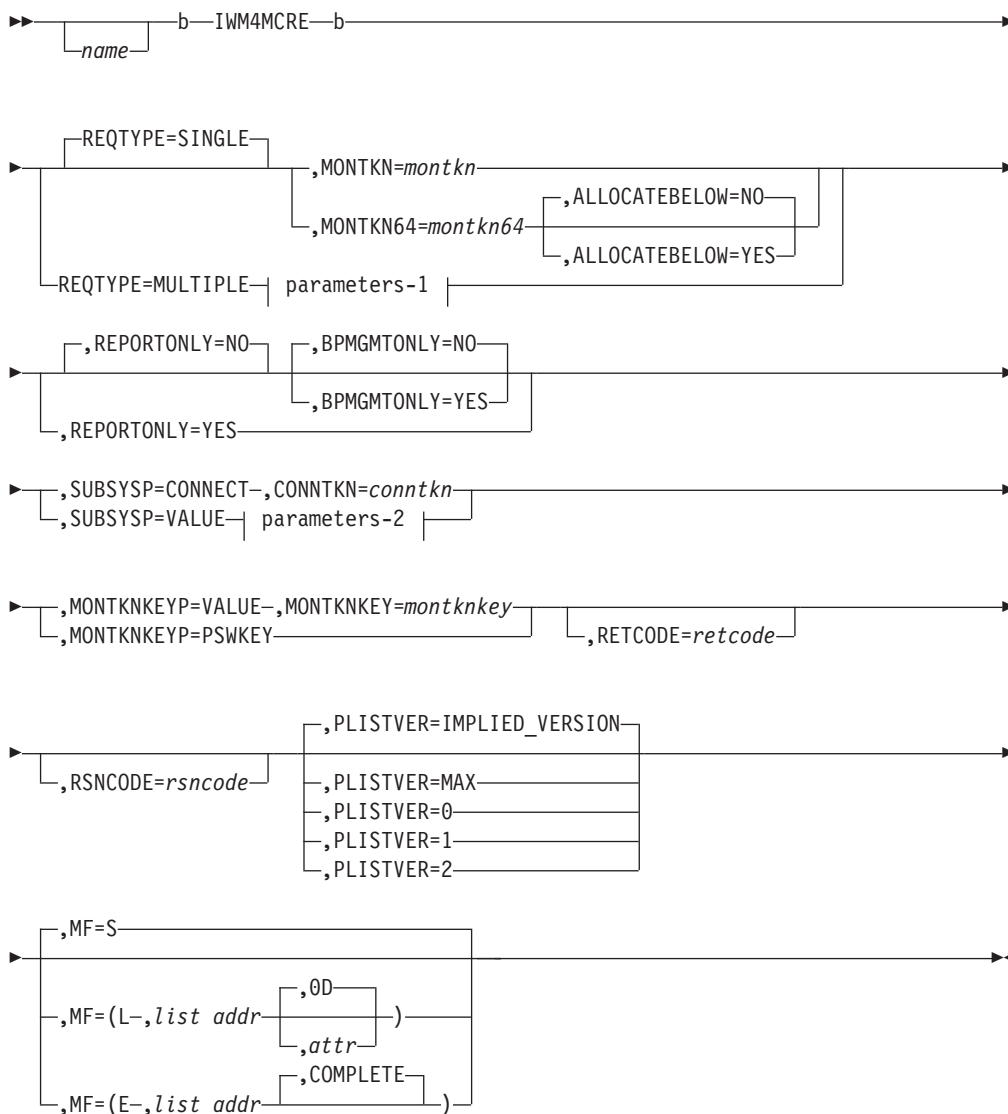 b IWM4MCRE b
name
REQTYPE=SINGLE
,MONTKN=montkn
,ALLOCATEBELOW=NO
,MONTKN64=montkn64
,ALLOCATEBELOW=YES
REQTYPE=MULTIPLE parameters-1
,REPORTONLY=NO ,BPMGMTONLY=NO
,BPMGMTONLY=YES
,REPORTONLY=YES
,SUBSYSP=CONNECT ,CONNTKN=conntkn
,SUBSYSP=VALUE parameters-2
,MONTKNKEYP=VALUE ,MONTKNKEY=montknkey
,MONTKNKEYP=PSWKEY ,RETCODE=retcode
,PLISTVER=IMPLIED_VERSION
,RSNCODE=rsncode ,PLISTVER=MAX
,PLISTVER=0
,PLISTVER=1
,PLISTVER=2
,MF=S
,0D
,MF=(L ,list addr )
,attr
,COMPLETE
,MF=(E ,list addr )